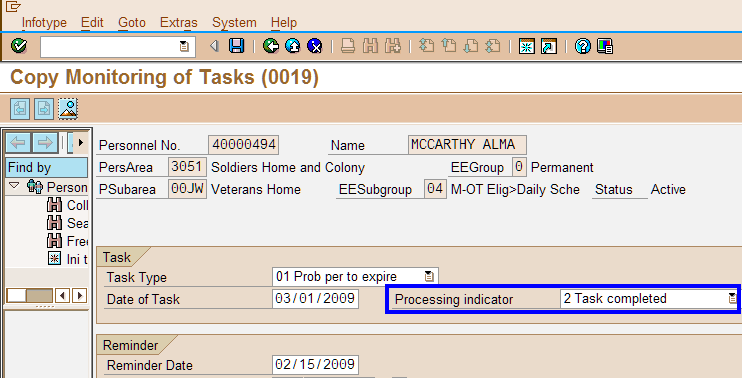 Infotype Edit Goto Extras System Help
Copy Monitoring of Tasks (0019)
Find by
Person
Coll
Sea
Free
Ini t
Personnel No. 40000494 Name MCCARTHY ALMA
PersArea 3051 Soldiers Home and Colony EEGroup 0 Permanent
PSubarea 00JW Veterans Home EESubgroup 04 M-OT Elig>Daily Sche Status Active
Task
Task Type 01 Prob per to expire
Date of Task 03/01/2009 Processing indicator 2 Task completed
Reminder
Reminder Date 02/15/2009